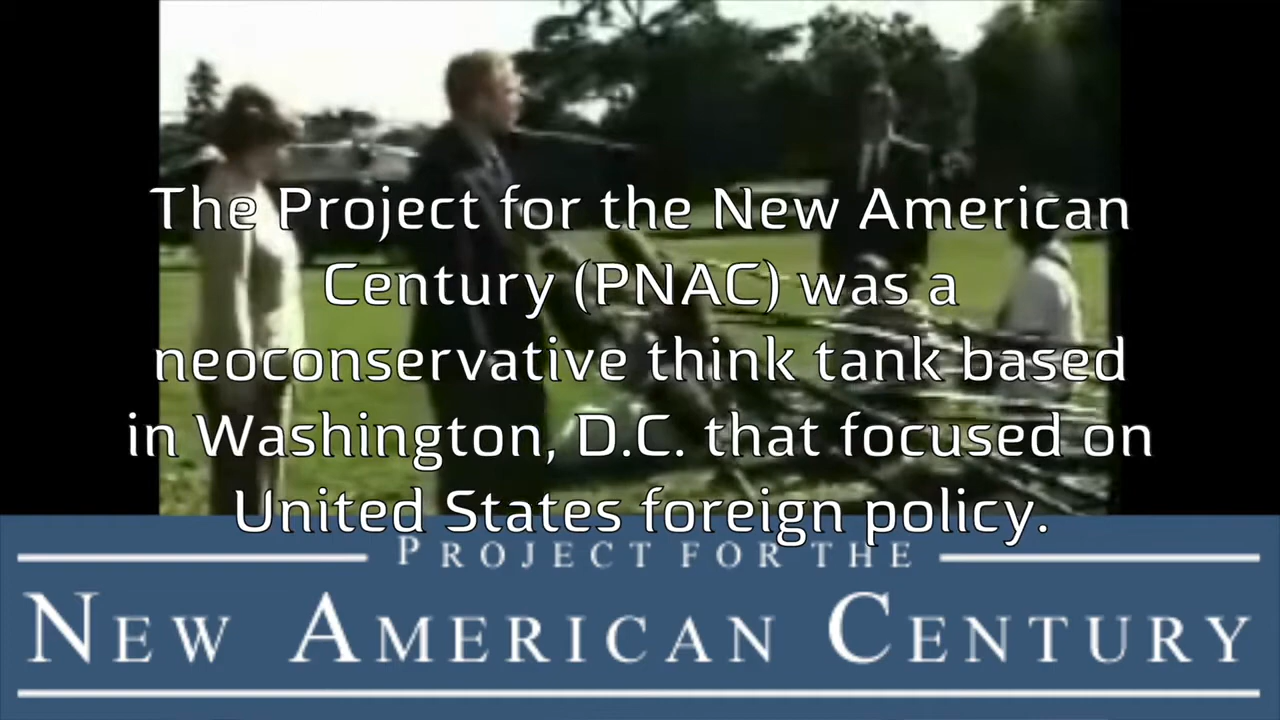 The Project for the New American
Century (PNAC) was a
neoconservative think tank based
in Washington, D.C. that focused on
United States foreign policy.
PROJECT FOR THE
NEW AMERICAN CENTURY